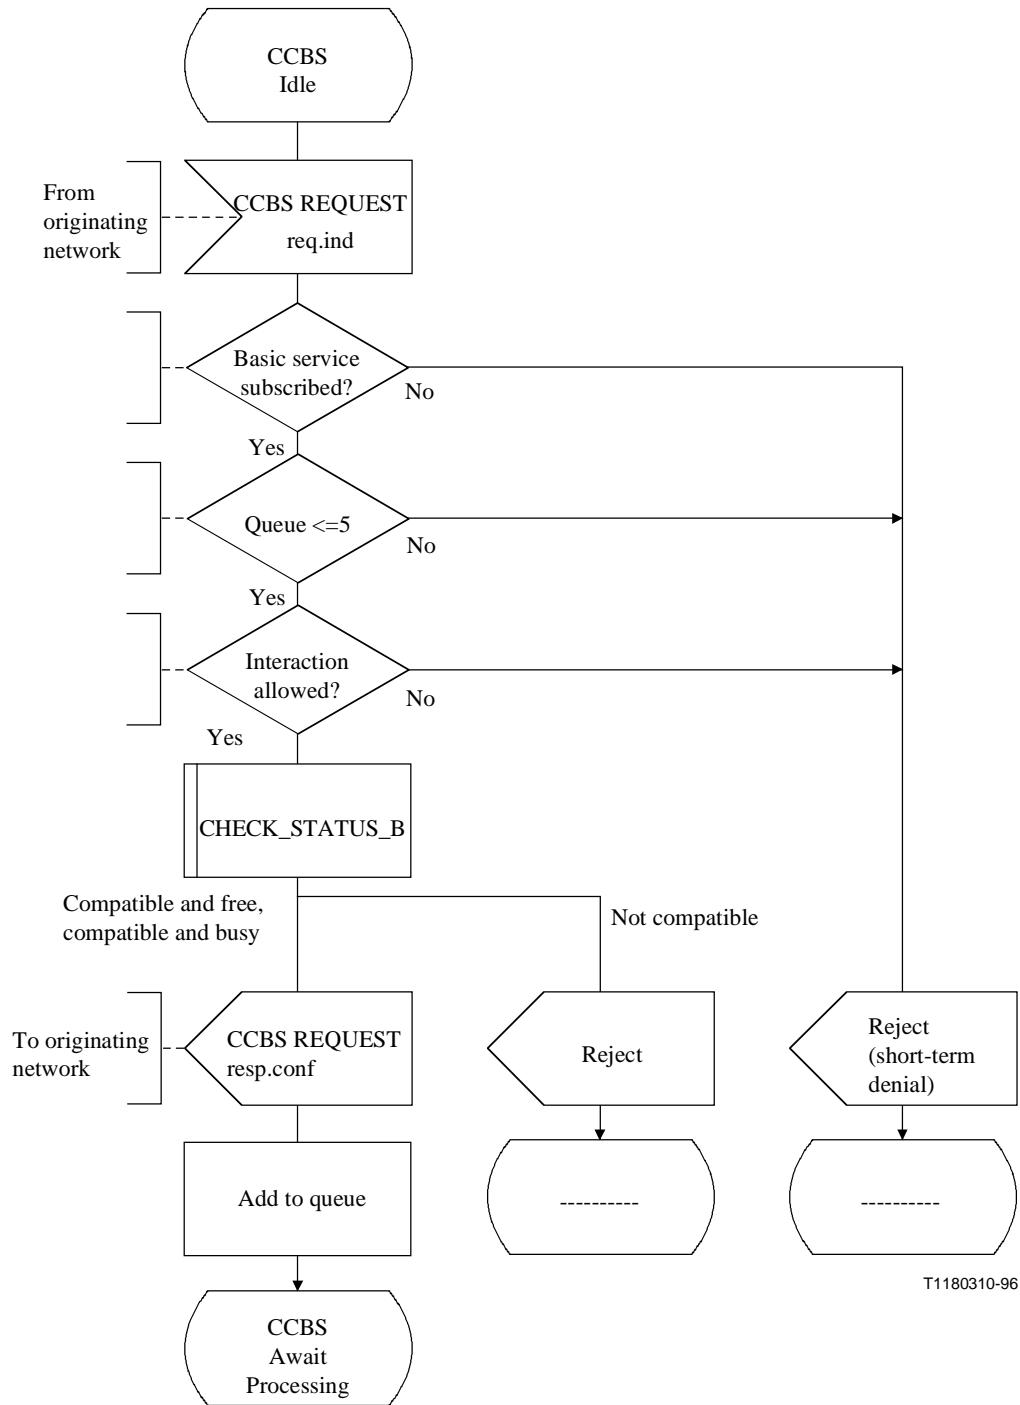 CCBS
Idle
From
originating
network
CCBS REQUEST
req.ind
Basic service
subscribed?
No
Yes
Queue <=5
No
Yes
Interaction
allowed?
No
Yes
CHECK_STATUS_B
Compatible and free,
compatible and busy
Not compatible
To originating
network
CCBS REQUEST
resp.conf
Reject
Reject
(short-term
denial)
Add to queue
----------
----------
T1180310-96
CCBS
Await
Processing